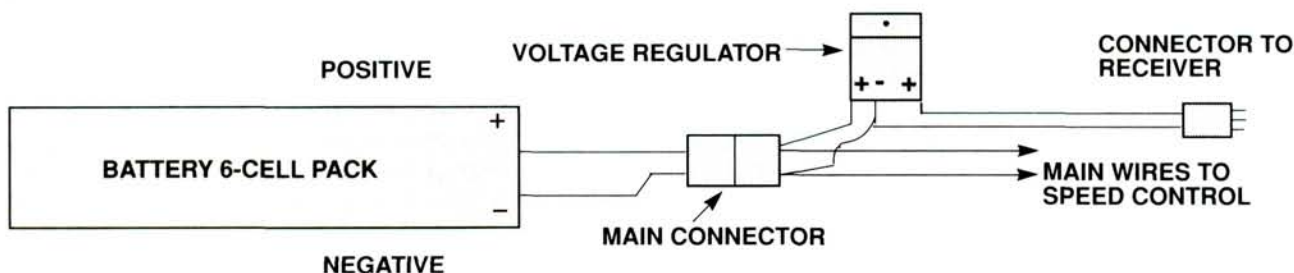 VOLTAGE REGULATOR
CONNECTOR TO
RECEIVER
POSITIVE
+ - +
+
BATTERY 6-CELL PACK
MAIN WIRES TO
SPEED CONTROL
–
MAIN CONNECTOR
NEGATIVE